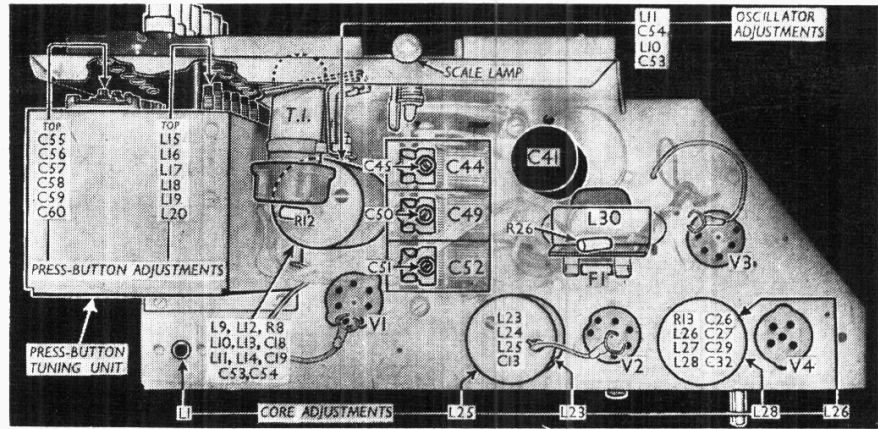 L11
C54
L10
C53
OSCILLATOR
ADJUSTMENTS
SCALE LAMP
T.I.
TOP
C55
C56
C57
C58
C59
C60
TOP
L15
L16
L17
L18
L19
L20
PRESS-BUTTON ADJUSTMENTS
PRESS-BUTTON
TUNING UNIT
R12
C45
C44
C50
C49
C51
C52
C41
L30
R26
F1
V3
V1
L9, L12, R8
L10, L13, C18
L11, L14, C19
C53, C54
L23
L24
L25
C13
V2
R13 C26
L26 C27
L27 C29
L28 C32
V4
L1
CORE ADJUSTMENTS
L25
L23
L28
L26